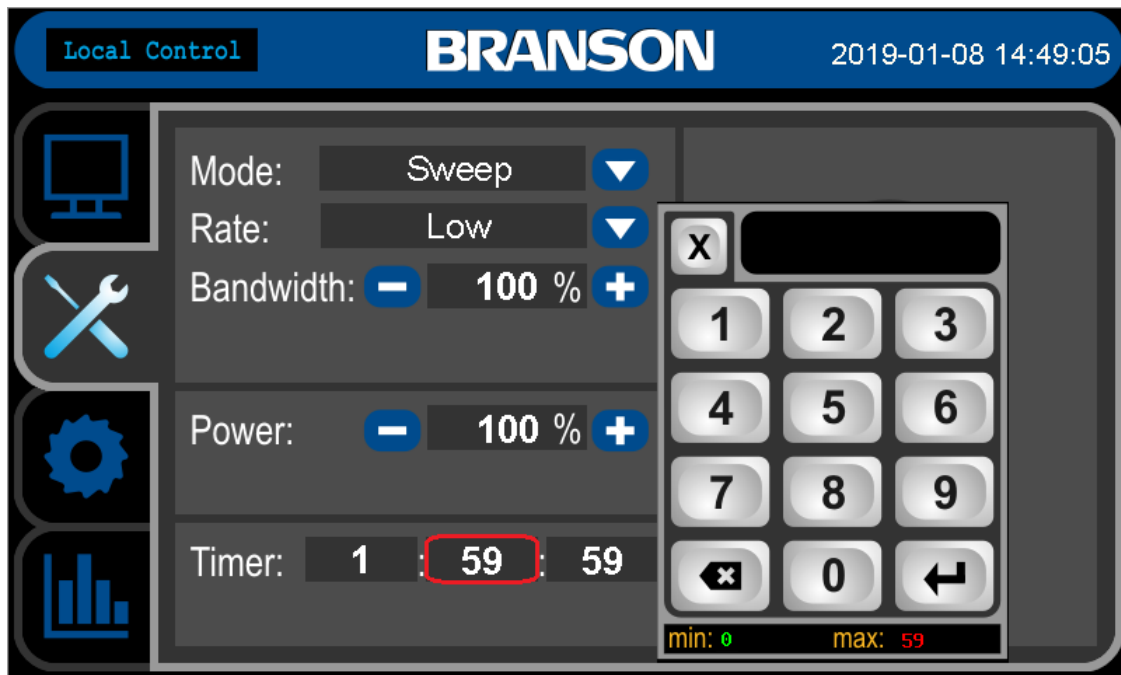 Local Control
BRANSON
2019-01-08 14:49:05
Mode: Sweep
Rate: Low
Bandwidth: 100 %
Power: 100 %
Timer: 1 : 59 : 59
X
1 2 3
4 5 6
7 8 9
0
min: 0 max: 59